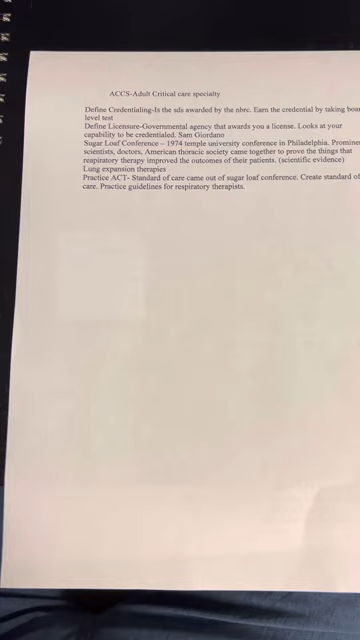 ACCS-Adult Critical care specialty
Define Credentialing-Is the sds awarded by the nbrc. Earn the credential by taking boar
level test
Define Licensure-Governmental agency that awards you a license. Looks at your
capability to be credentialed. Sam Giordano
Sugar Loaf Conference – 1974 temple university conference in Philadelphia. Promine
scientists, doctors, American thoracic society came together to prove the things that
reapiratory therapy improved the outcomes of their patients. (scientific evidence)
Lung expansion therapies
Practice ACT- Standard of care came out of sugar loaf conference. Create standard of
care. Practice guidelines for respiratory therapists.